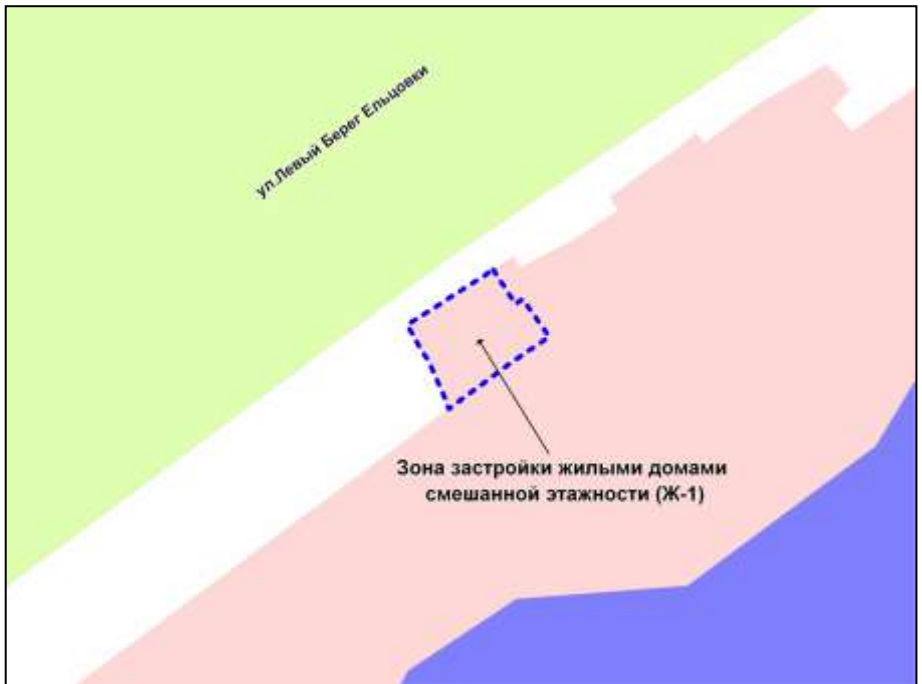 ул.Левый Берег Ельцовки
Зона застройки жилыми домами
смешанной этажности (Ж-1)